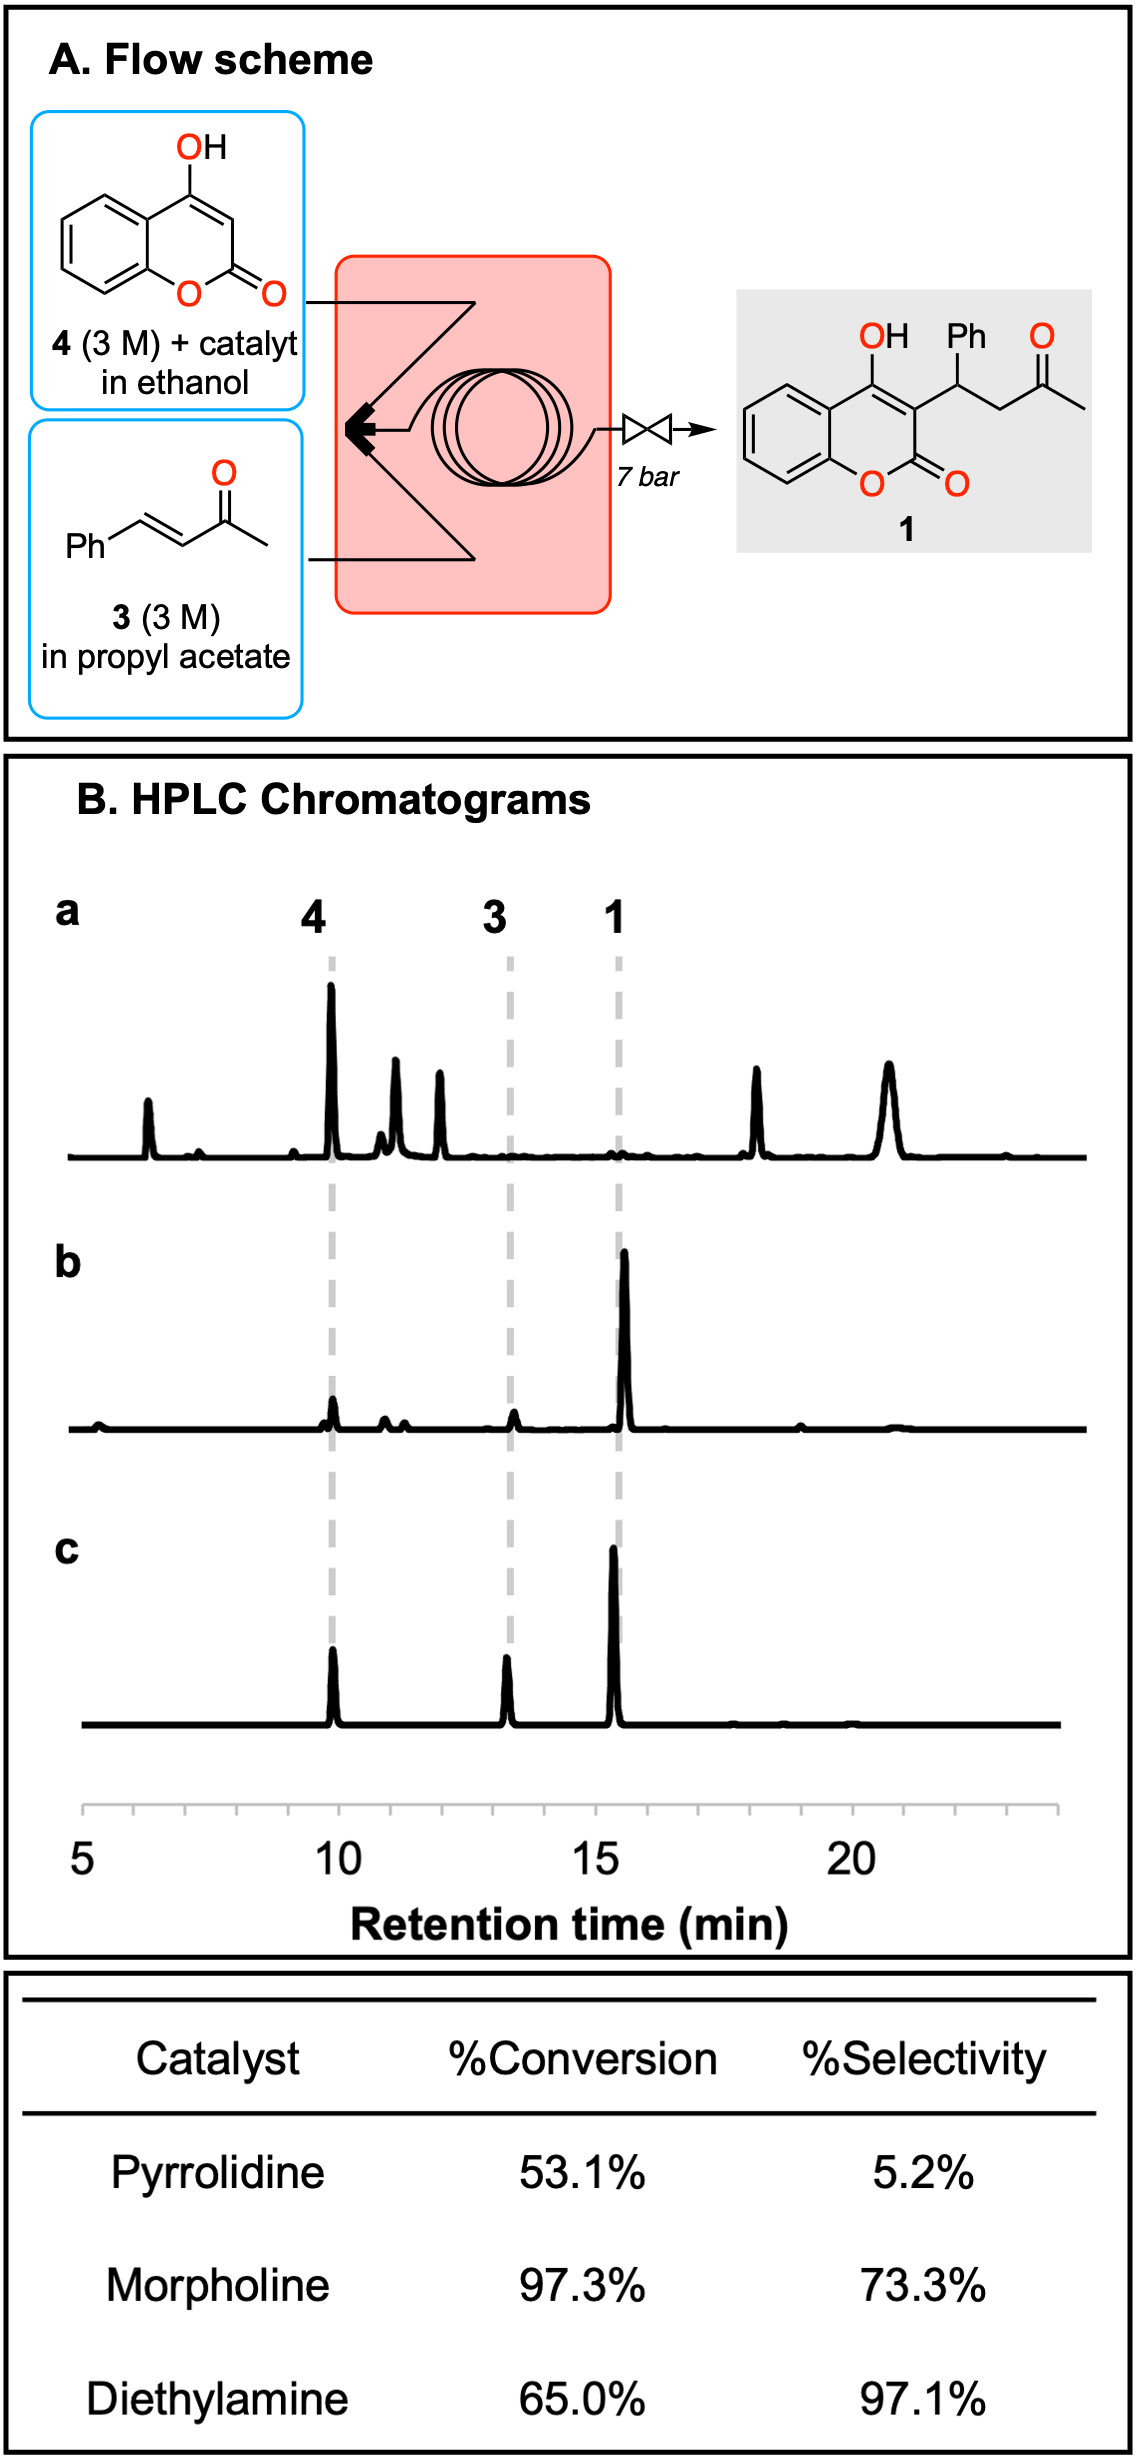 A. Flow scheme
OH
O
O
4 (3 M) + catalyt
in ethanol
O
Ph
3 (3 M)
in propyl acetate
7 bar
OH
Ph
O
O
O
1
B. HPLC Chromatograms
a
4
3
1
b
c
5
10
15
20
Retention time (min)
Catalyst %Conversion %Selectivity
Pyrrolidine 53.1% 5.2%
Morpholine 97.3% 73.3%
Diethylamine 65.0% 97.1%